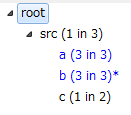 root
src (1 in 3)
a (3 in 3)
b (3 in 3)*
c (1 in 2)